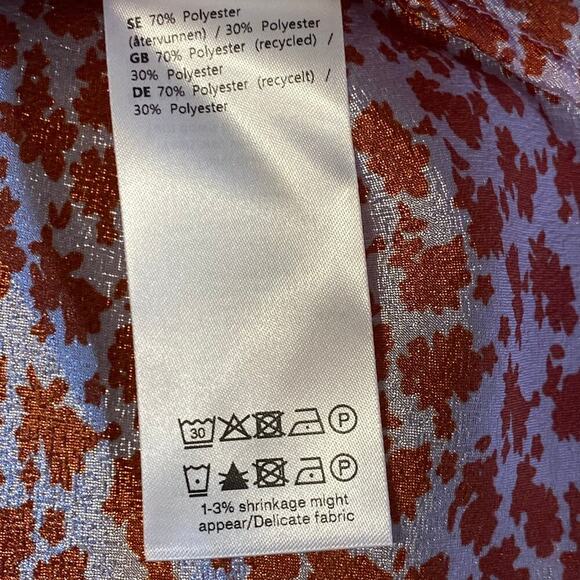 SE 70% Polyester
(återvunnen) / 30% Polyester
GB 70% Polyester (recycled) /
30% Polyester
DE 70% Polyester (recycelt) /
30% Polyester
30 P
P
1-3% shrinkage might
appear/Delicate fabric